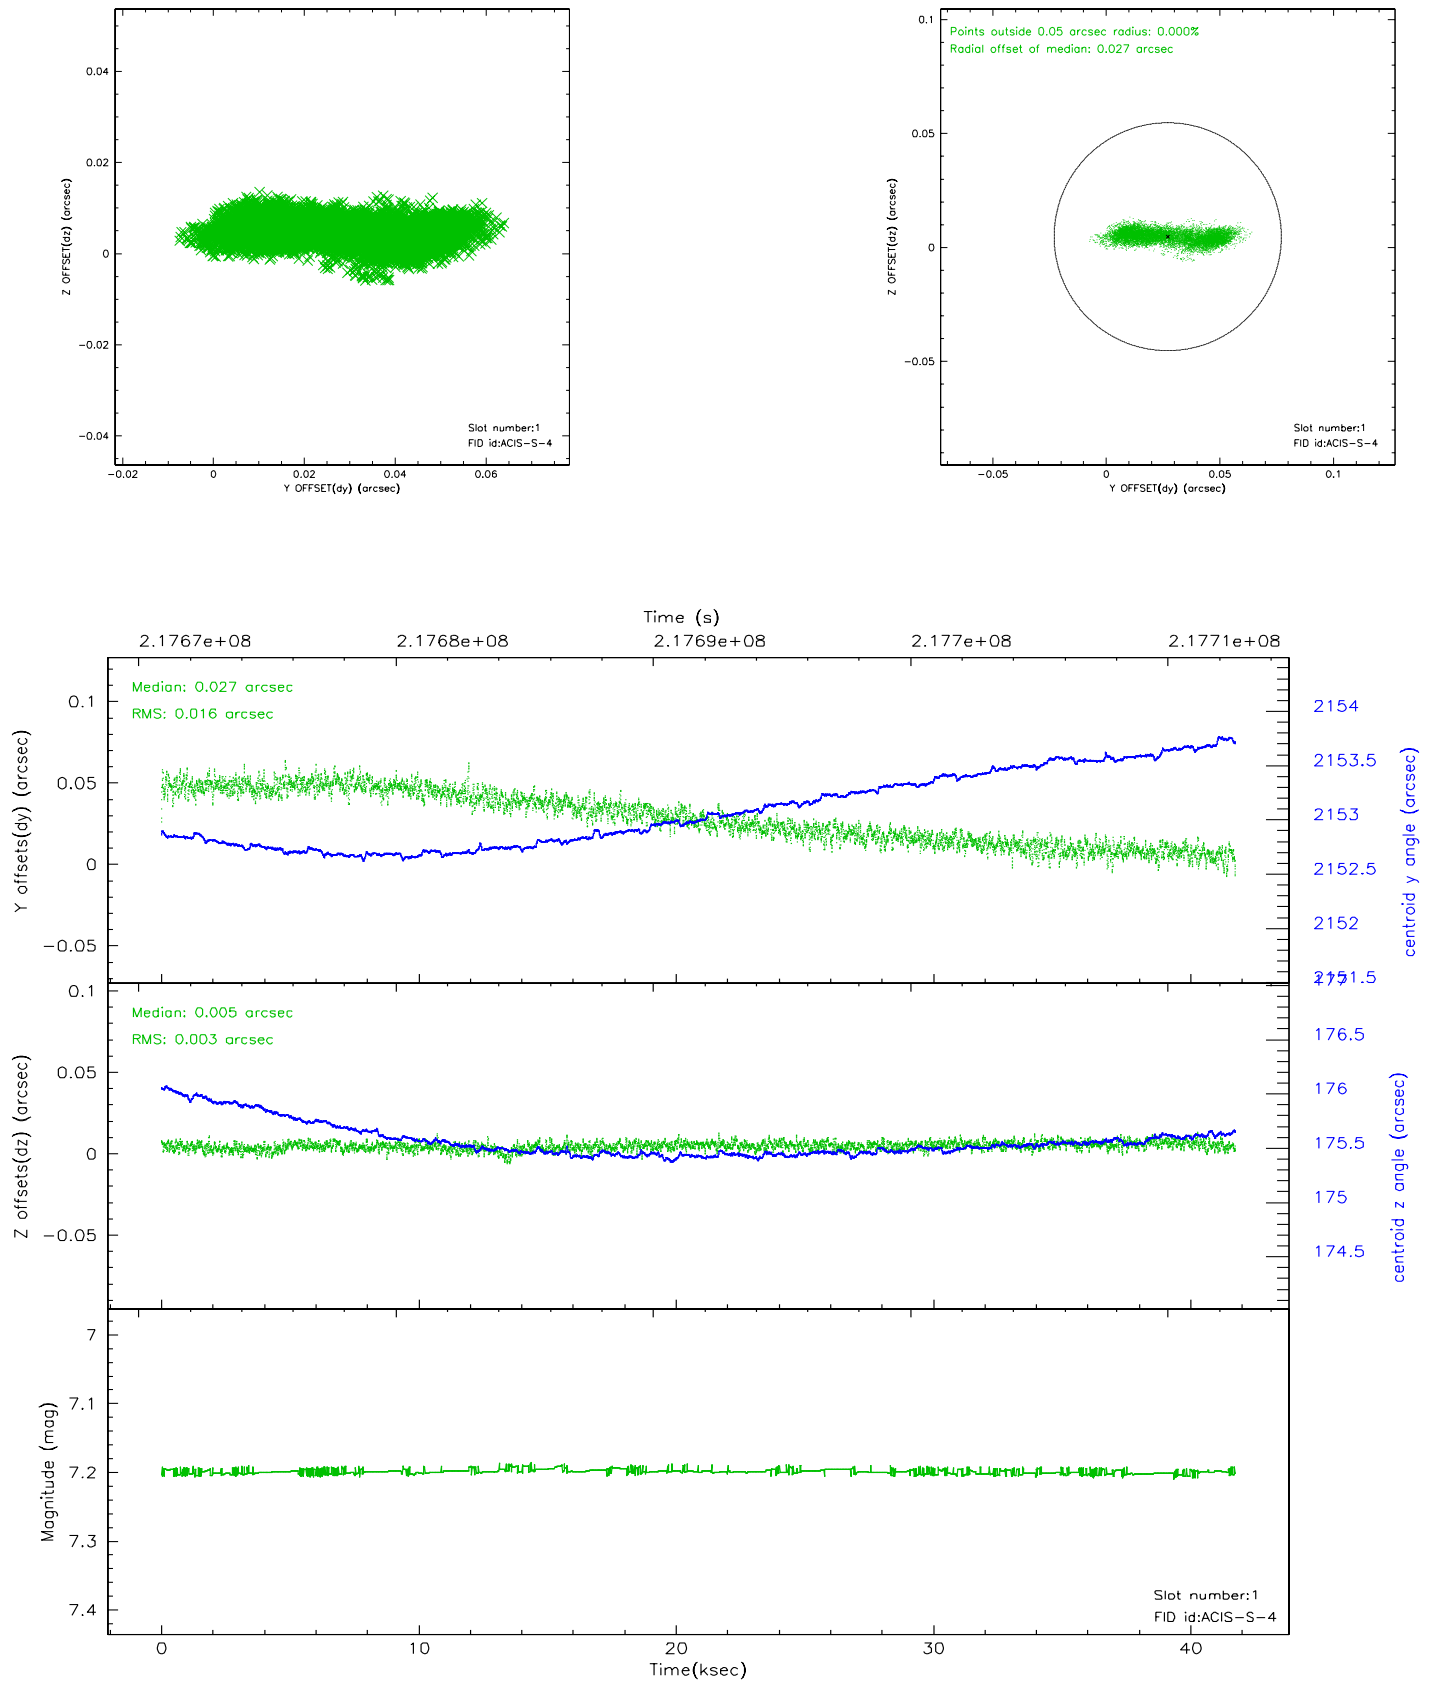 0.04
0.02
0
-0.02
-0.04
Z OFFSET(dz) (arcsec)
Slot number:1
FID id:ACIS-S-4
-0.02
0
0.02
0.04
0.06
Y OFFSET(dy) (arcsec)
0.1
0.05
0
-0.05
Z OFFSET(dz) (arcsec)
Points outside 0.05 arcsec radius: 0.000%
Radial offset of median: 0.027 arcsec
Slot number:1
FID id:ACIS-S-4
-0.05
0
0.05
0.1
Y OFFSET(dy) (arcsec)
Time (s)
2.1767e+08
2.1768e+08
2.1769e+08
2.177e+08
2.1771e+08
Median: 0.027 arcsec
RMS: 0.016 arcsec
0.1
0.05
0
-0.05
Y offsets(dy) (arcsec)
2154
2153.5
2153
2152.5
2152
2151.5
centroid y angle (arcsec)
Median: 0.005 arcsec
RMS: 0.003 arcsec
0.1
0.05
0
-0.05
Z offsets(dz) (arcsec)
177
176.5
176
175.5
175
174.5
centroid z angle (arcsec)
7
7.1
7.2
7.3
7.4
Magnitude (mag)
Slot number:1
FID id:ACIS-S-4
0
10
20
30
40
Time(ksec)